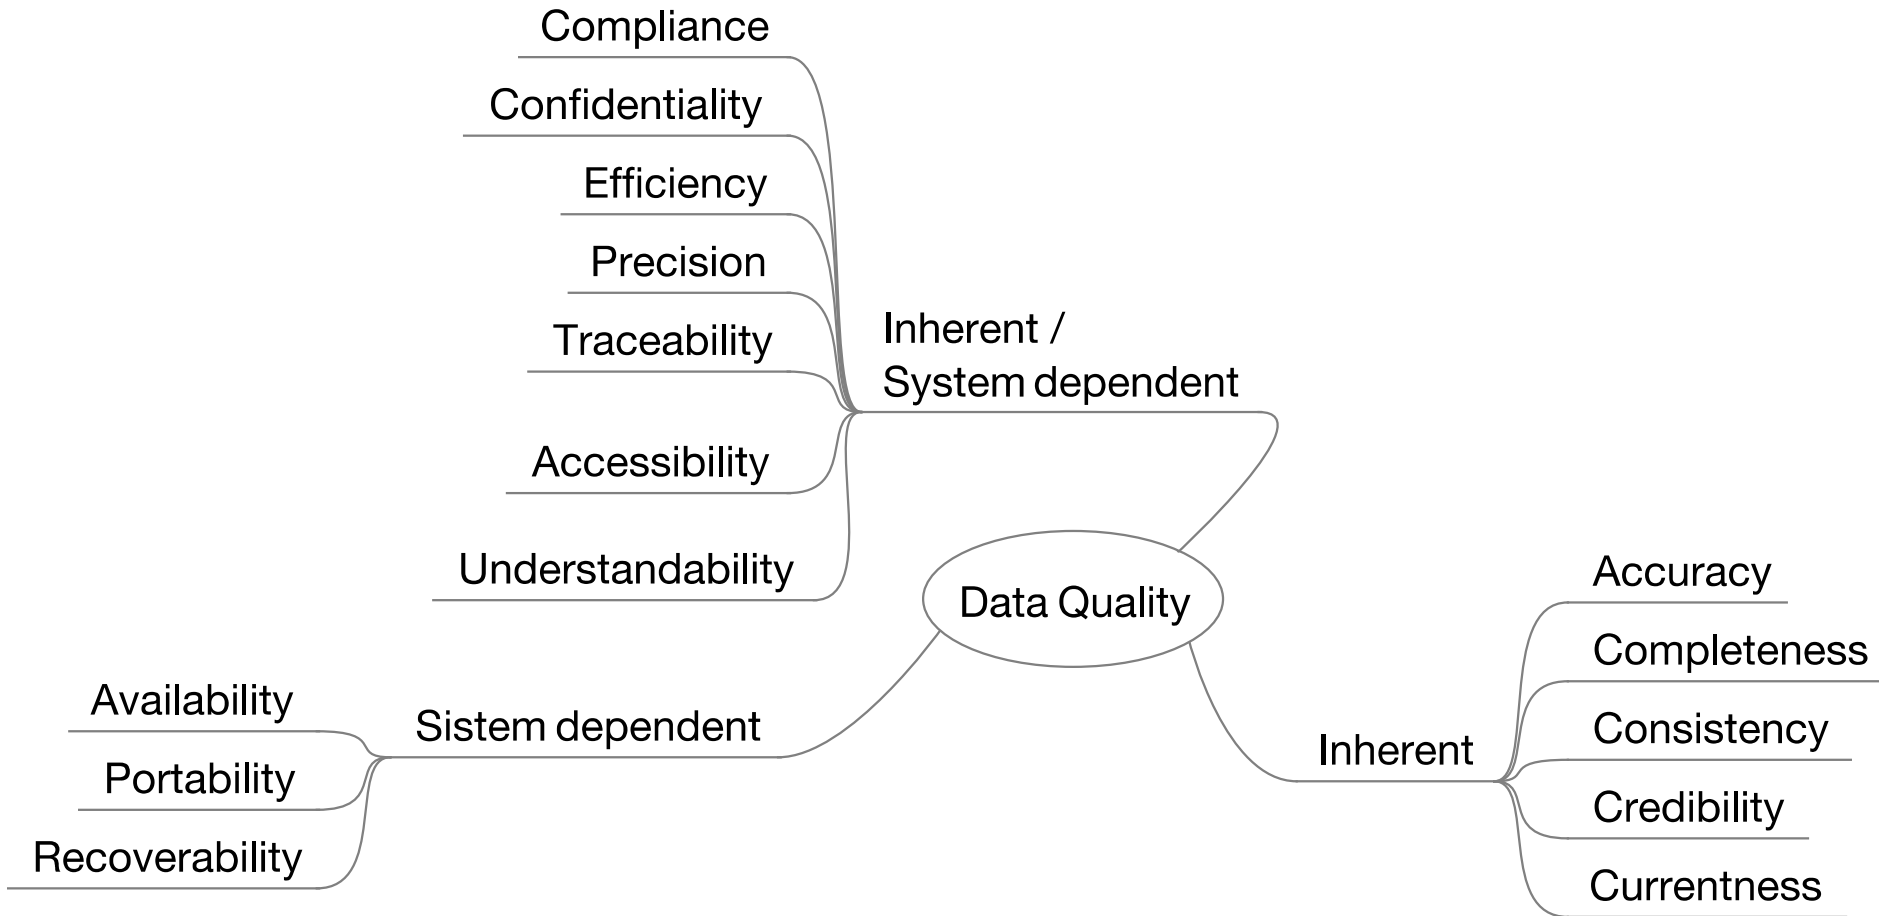 Compliance
Confidentiality
Efficiency
Precision
Traceability
Accessibility
Understandability
Inherent /
System dependent
Data Quality
Availability
Portability
Recoverability
Sistem dependent
Inherent
Accuracy
Completeness
Consistency
Credibility
Currentness